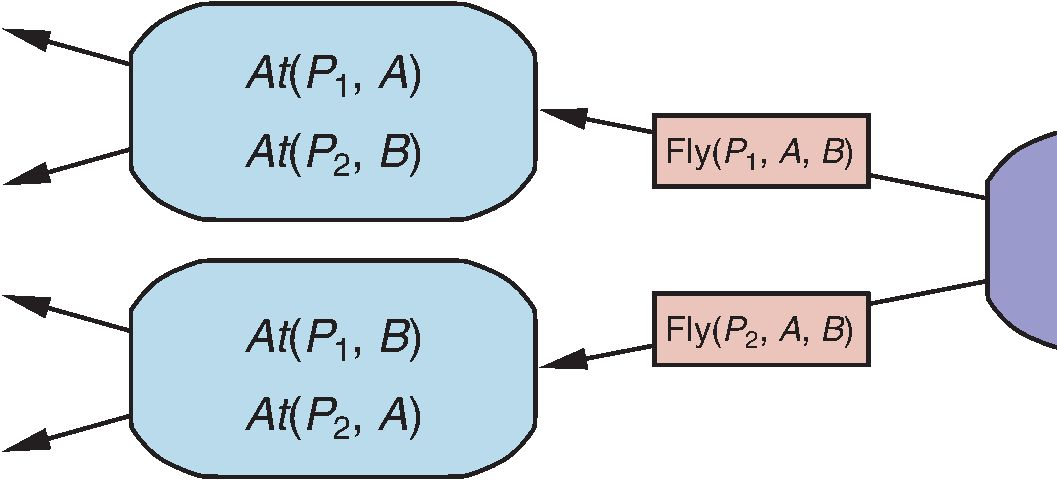 At(P₁, A)
At(P₂, B)
Fly(P₁, A, B)
At(P₁, B)
At(P₂, A)
Fly(P₂, A, B)